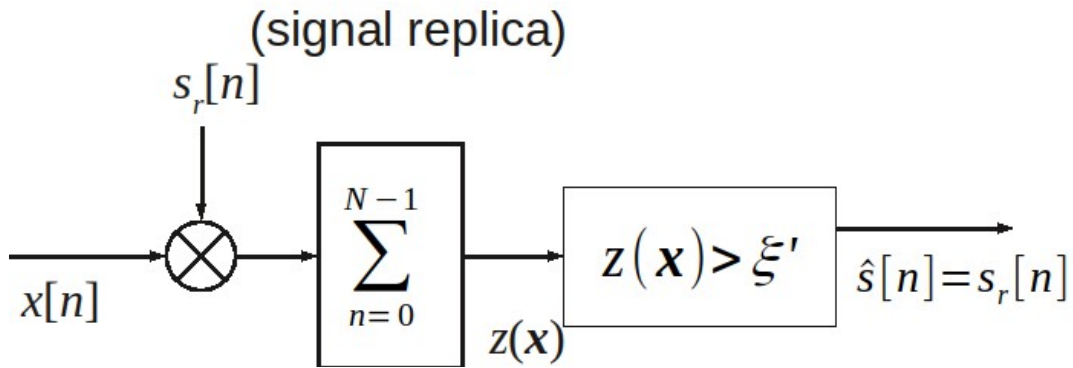 (signal replica)
s_r[n]
N − 1
∑
n = 0
z(x) > ξ'
x[n]
z(x)
ŝ[n] = s_r[n]